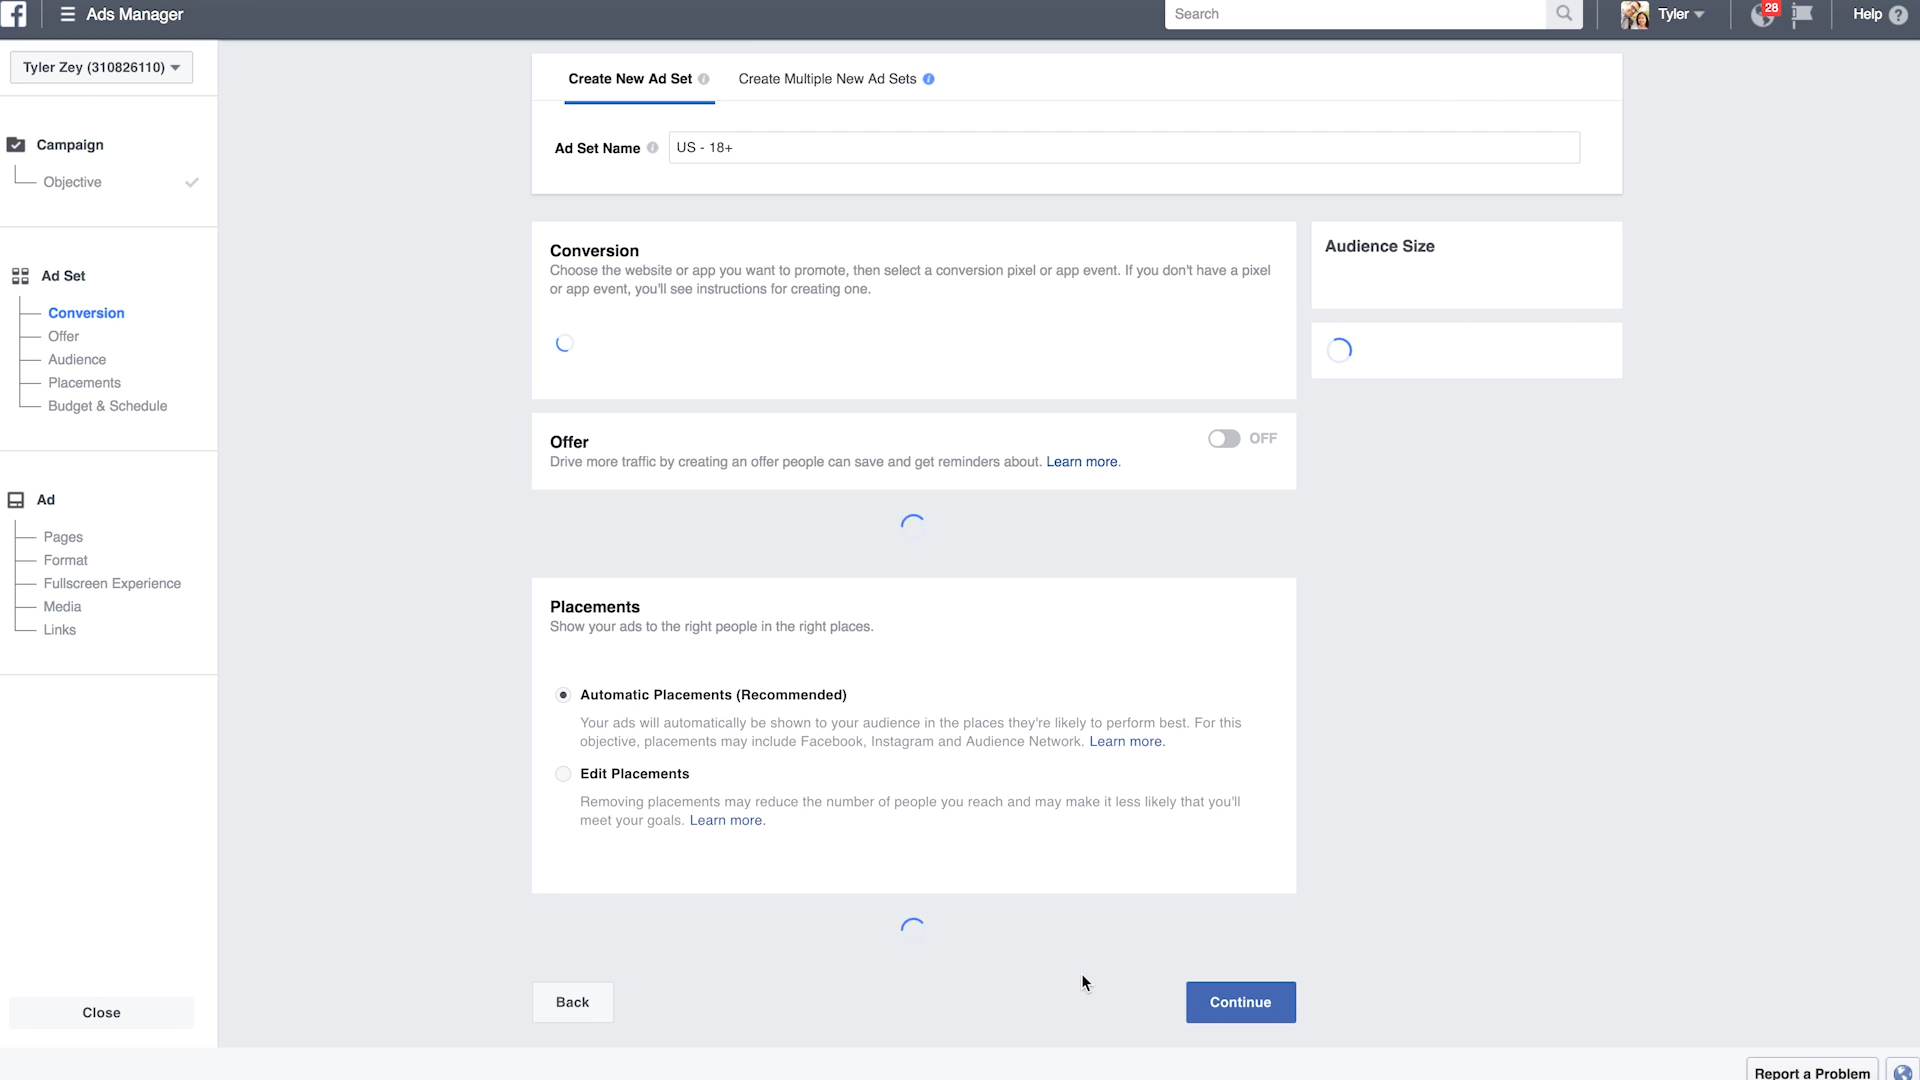 Ads Manager
Search
Tyler
28
Help
Tyler Zey (310826110)
Campaign
Objective
Ad Set
Conversion
Offer
Audience
Placements
Budget & Schedule
Ad
Pages
Format
Fullscreen Experience
Media
Links
Close
Create New Ad Set
Create Multiple New Ad Sets
Ad Set Name
US - 18+
Conversion
Choose the website or app you want to promote, then select a conversion pixel or app event. If you don't have a pixel
or app event, you'll see instructions for creating one.
Audience Size
Offer
OFF
Drive more traffic by creating an offer people can save and get reminders about. Learn more.
Placements
Show your ads to the right people in the right places.
Automatic Placements (Recommended)
Your ads will automatically be shown to your audience in the places they're likely to perform best. For this
objective, placements may include Facebook, Instagram and Audience Network. Learn more.
Edit Placements
Removing placements may reduce the number of people you reach and may make it less likely that you'll
meet your goals. Learn more.
Back
Continue
Report a Problem